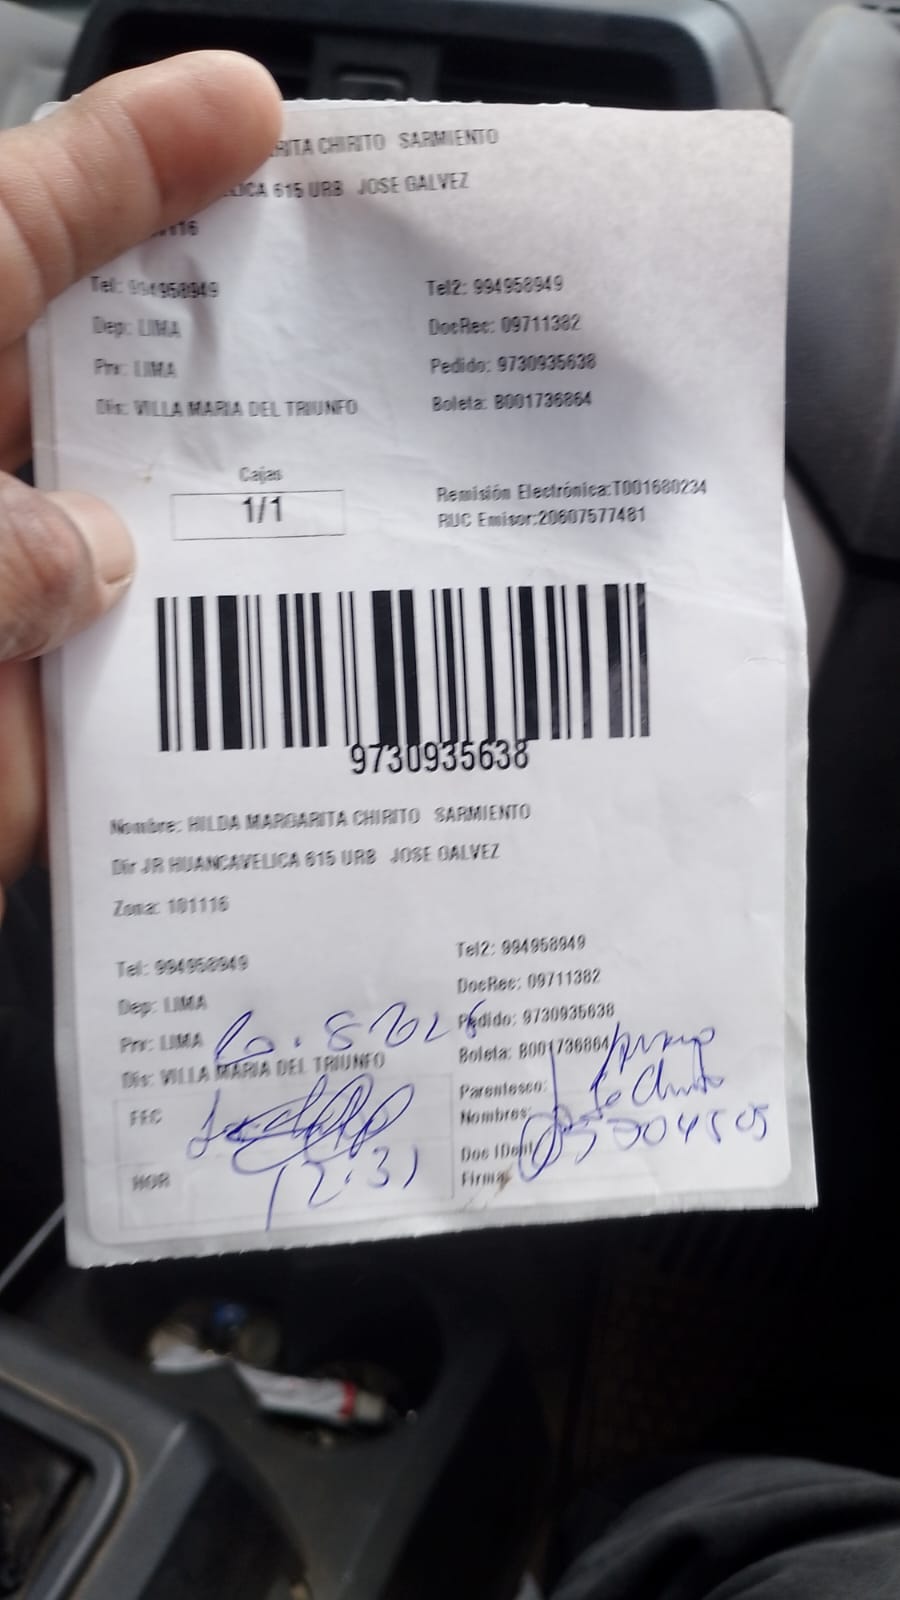 RITA CHIRITO SARMIENTO
LICA 615 URB JOSE GALVEZ
116
Tel: 994958949 Tel2: 994958949
Dep: LIMA DocRec: 09711382
Prv: LIMA Pedido: 9730935638
Dis: VILLA MARIA DEL TRIUNFO Boleta: B001736864
Cajas
1/1
Remisión Electrónica:T001680234
RUC Emisor:20607577481
9730935638
Nombre: HILDA MARGARITA CHIRITO SARMIENTO
Dir JR HUANCAVELICA 615 URB JOSE GALVEZ
Zona: 101116
Tel: 994958949 Tel2: 994958949
Dep: LIMA DocRec: 09711382
Prv: LIMA Pedido: 9730935638
Dis: VILLA MARIA DEL TRIUNFO Boleta: B001736864
FEC Parentesco:
Nombres:
HOR 12.31 Doc IDent
Firma: